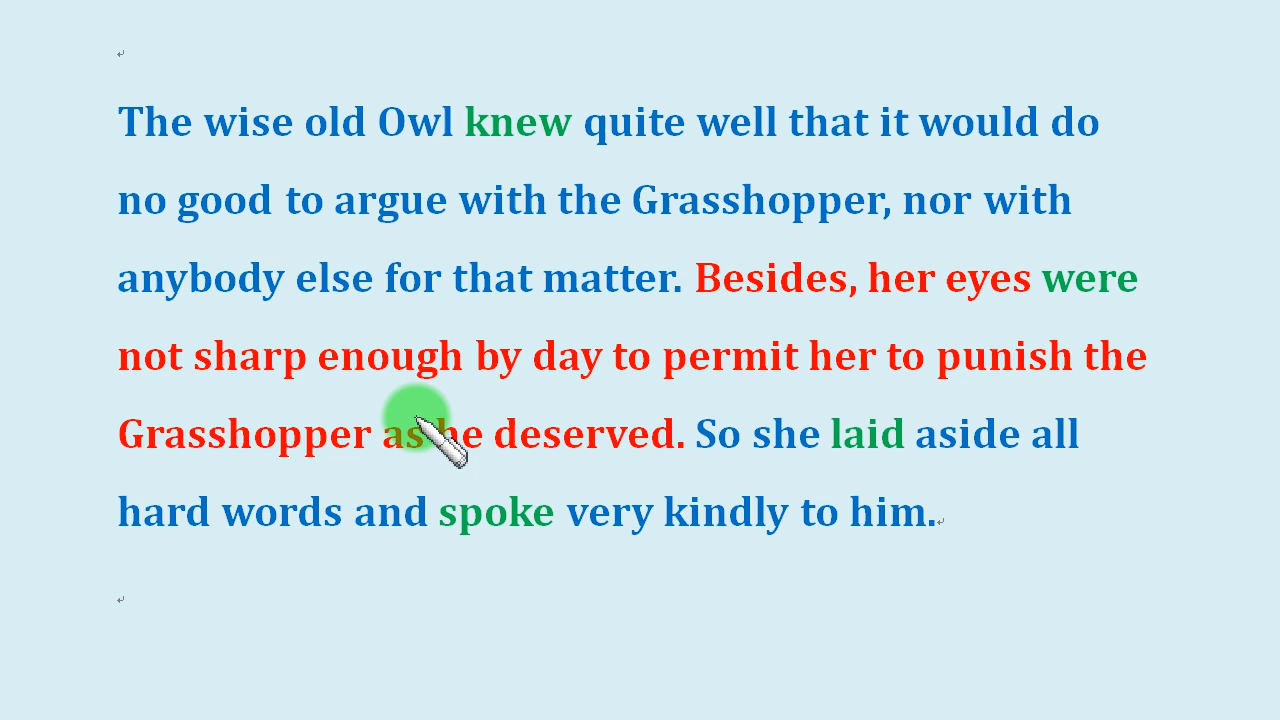 The wise old Owl knew quite well that it would do
no good to argue with the Grasshopper, nor with
anybody else for that matter. Besides, her eyes were
not sharp enough by day to permit her to punish the
Grasshopper as he deserved. So she laid aside all
hard words and spoke very kindly to him.